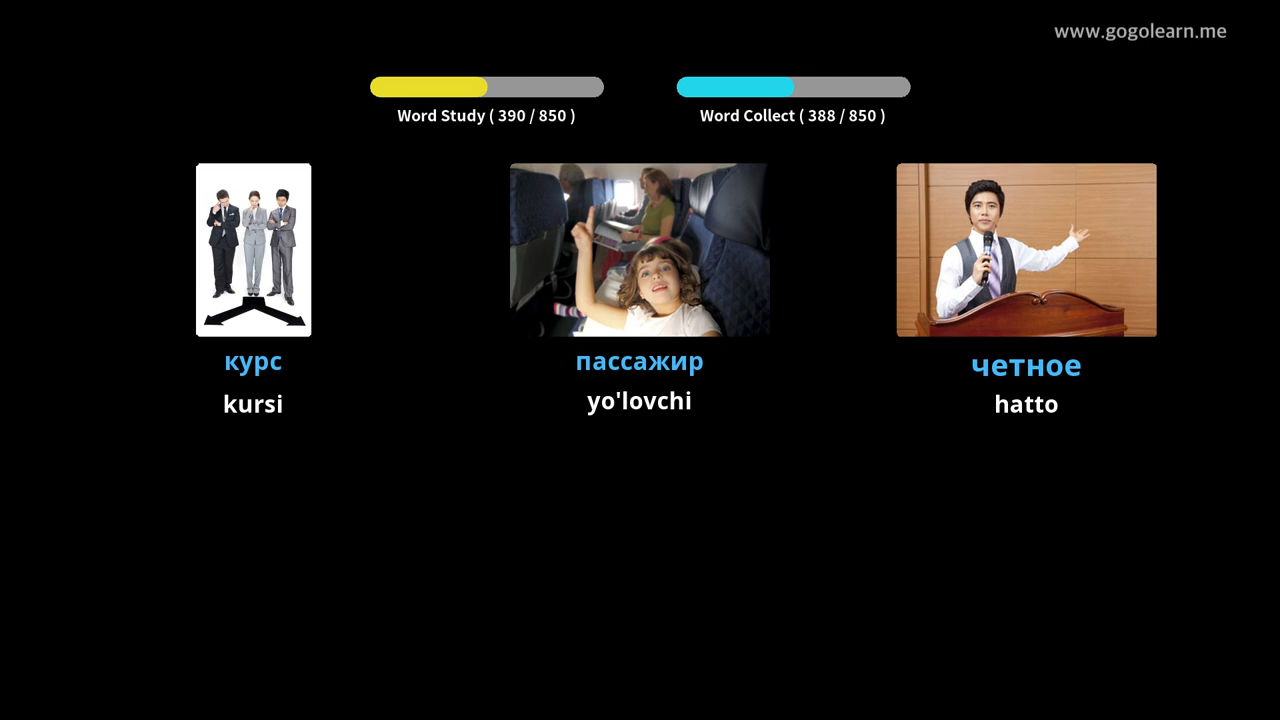 www.gogolearn.me
Word Study ( 390 / 850 )
Word Collect ( 388 / 850 )
курс
пассажир
четное
kursi
yo'lovchi
hatto